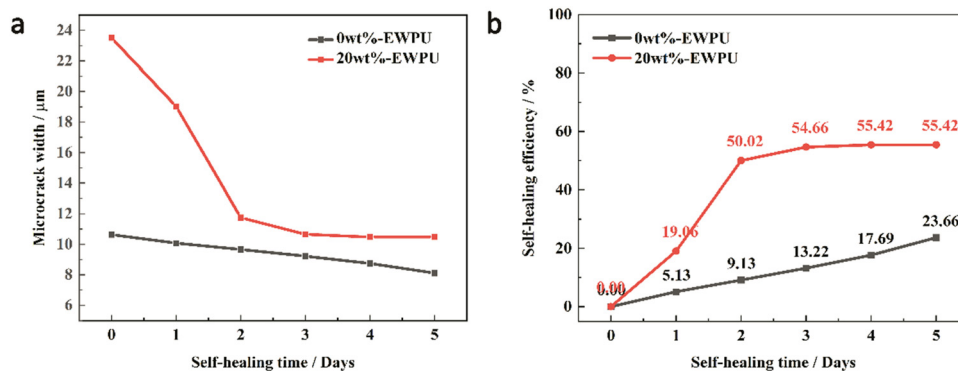 a
24
22
20
18
16
14
12
10
8
6
Microcrack width / μm
0wt%-EWPU
20wt%-EWPU
0 1 2 3 4 5
Self-healing time / Days
b
100
80
60
40
20
0
Self-healing efficiency / %
0wt%-EWPU
20wt%-EWPU
50.02 54.66 55.42 55.42
19.06
0.00
0.00
5.13 9.13 13.22 17.69 23.66
0 1 2 3 4 5
Self-healing time / Days